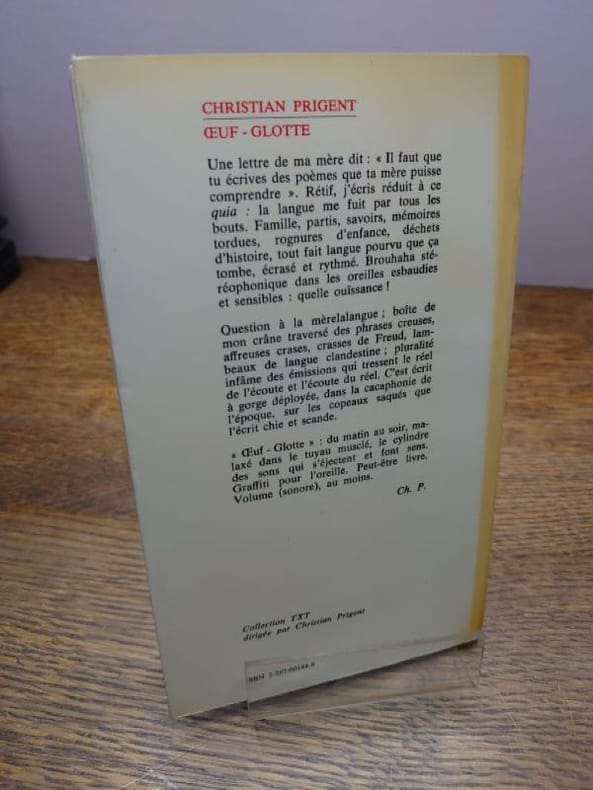 CHRISTIAN PRIGENT
ŒUF - GLOTTE
Une lettre de ma mère dit : « Il faut que
tu écrives des poèmes que ta mère puisse
comprendre ». Rétif, j'écris réduit à ce
quia : la langue me fuit par tous les
bouts. Famille, partis, savoirs, mémoires
tordues, rognures d'enfance, déchets
d'histoire, tout fait langue pourvu que ça
tombe, écrasé et rythmé. Brouhaha sté-
réophonique dans les oreilles esbaudies
et sensibles : quelle ouïssance !
Question à la mèrelalangue ; boîte de
mon crâne traversé des phrases creuses,
affreuses crases, crasses de Freud, lam-
beaux de langue clandestine ; pluralité
infâme des émissions qui tressent le réel
de l'écoute et l'écoute du réel. C'est écrit
à gorge déployée, dans la cacaphonie de
l'époque, sur les copeaux saqués que
l'écrit chie et scande.
« Œuf - Glotte » : du matin au soir, ma-
laxé dans le tuyau musclé, le cylindre
des sons qui s'éjectent et font sens.
Graffiti pour l'oreille. Peut-être livre.
Volume (sonore), au moins.
Ch. P.
Collection TXT
dirigée par Christian Prigent
ISBN